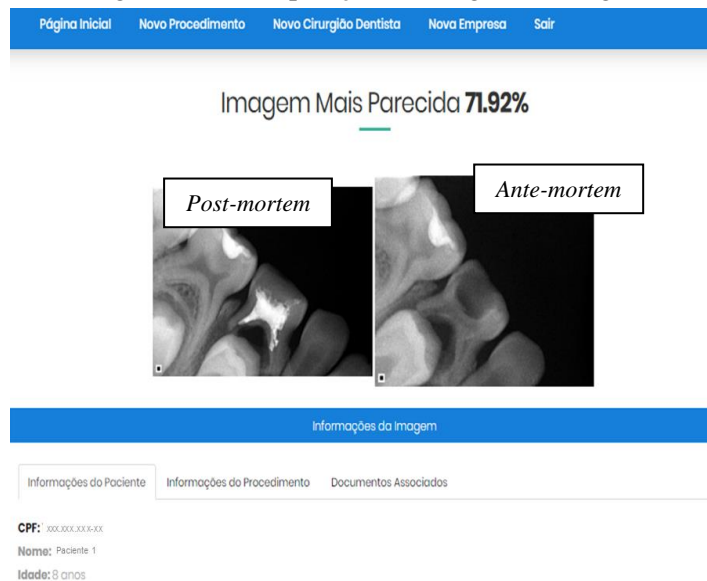 Página Inicial Novo Procedimento Novo Cirurgião Dentista Nova Empresa Sair
Imagem Mais Parecida 71.92%
Post-mortem Ante-mortem
Informações da Imagem
Informações do Paciente Informações do Procedimento Documentos Associados
CPF: xxx.xxx.xxx-xx
Nome: Paciente 1
Idade: 8 anos